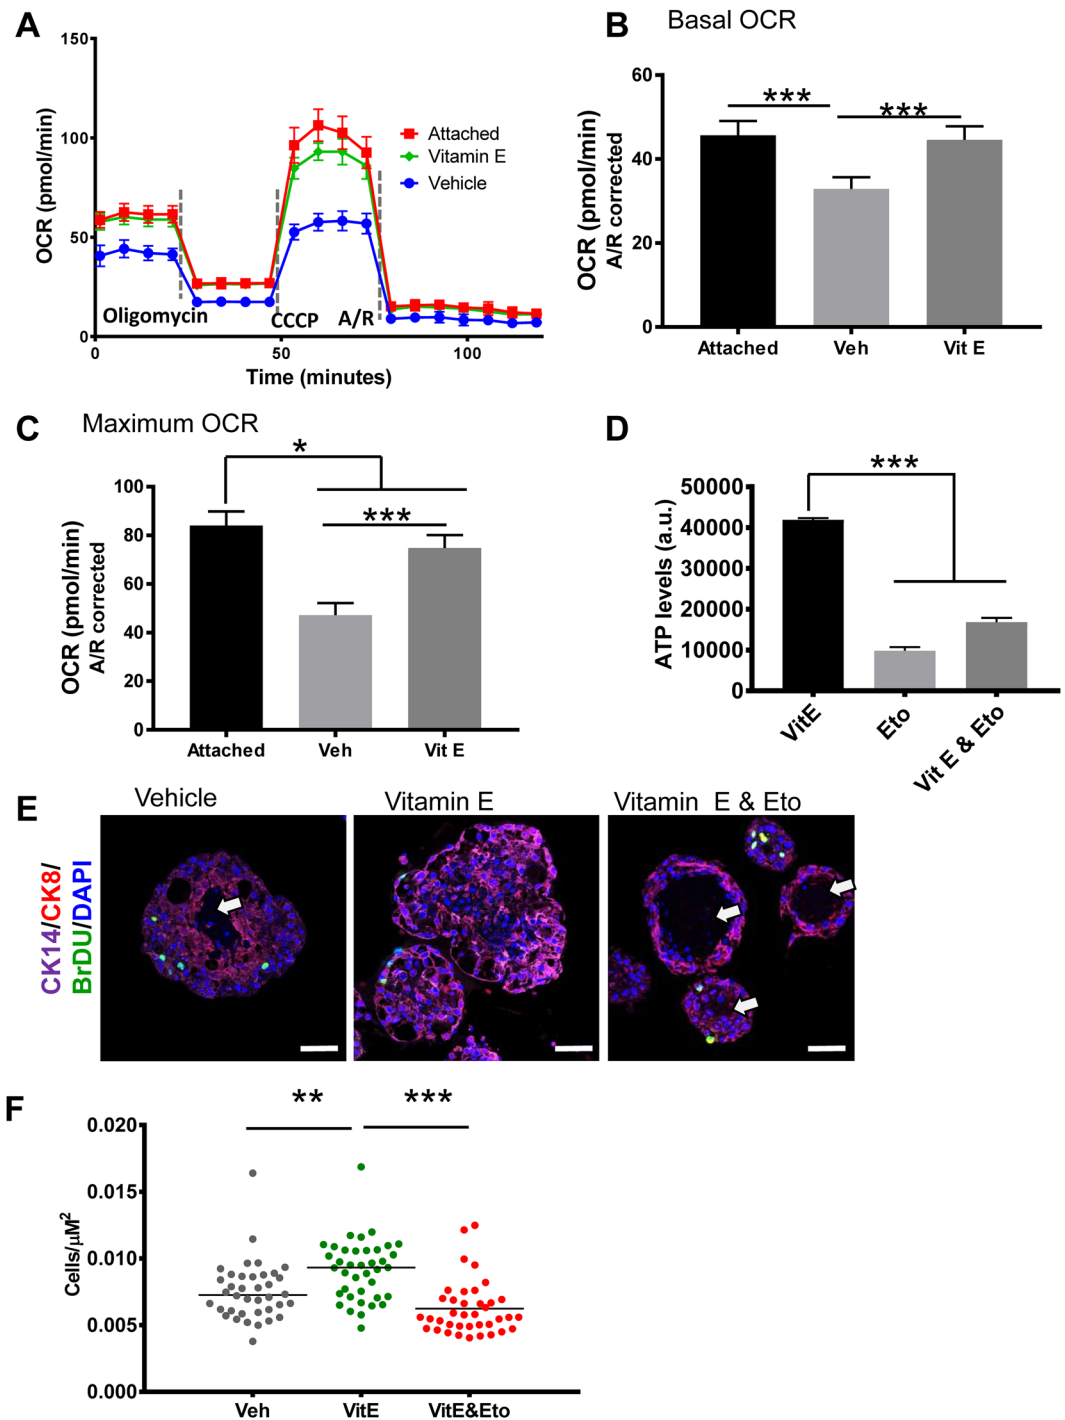 A
150
100
50
0
OCR (pmol/min)
Attached
Vitamin E
Vehicle
Oligomycin
CCCP
A/R
0
50
100
Time (minutes)
B
Basal OCR
60
40
20
0
OCR (pmol/min)
A/R corrected
***
***
Attached
Veh
Vit E
C
Maximum OCR
*
***
100
80
60
40
20
0
OCR (pmol/min)
A/R corrected
Attached
Veh
Vit E
D
***
50000
40000
30000
20000
10000
0
ATP levels (a.u.)
VitE
Eto
Vit E & Eto
E
Vehicle
Vitamin E
Vitamin E & Eto
CK14/CK8/
BrDU/DAPI
F
**
***
0.020
0.015
0.010
0.005
0.000
Cells/µM2
Veh
VitE
VitE&Eto